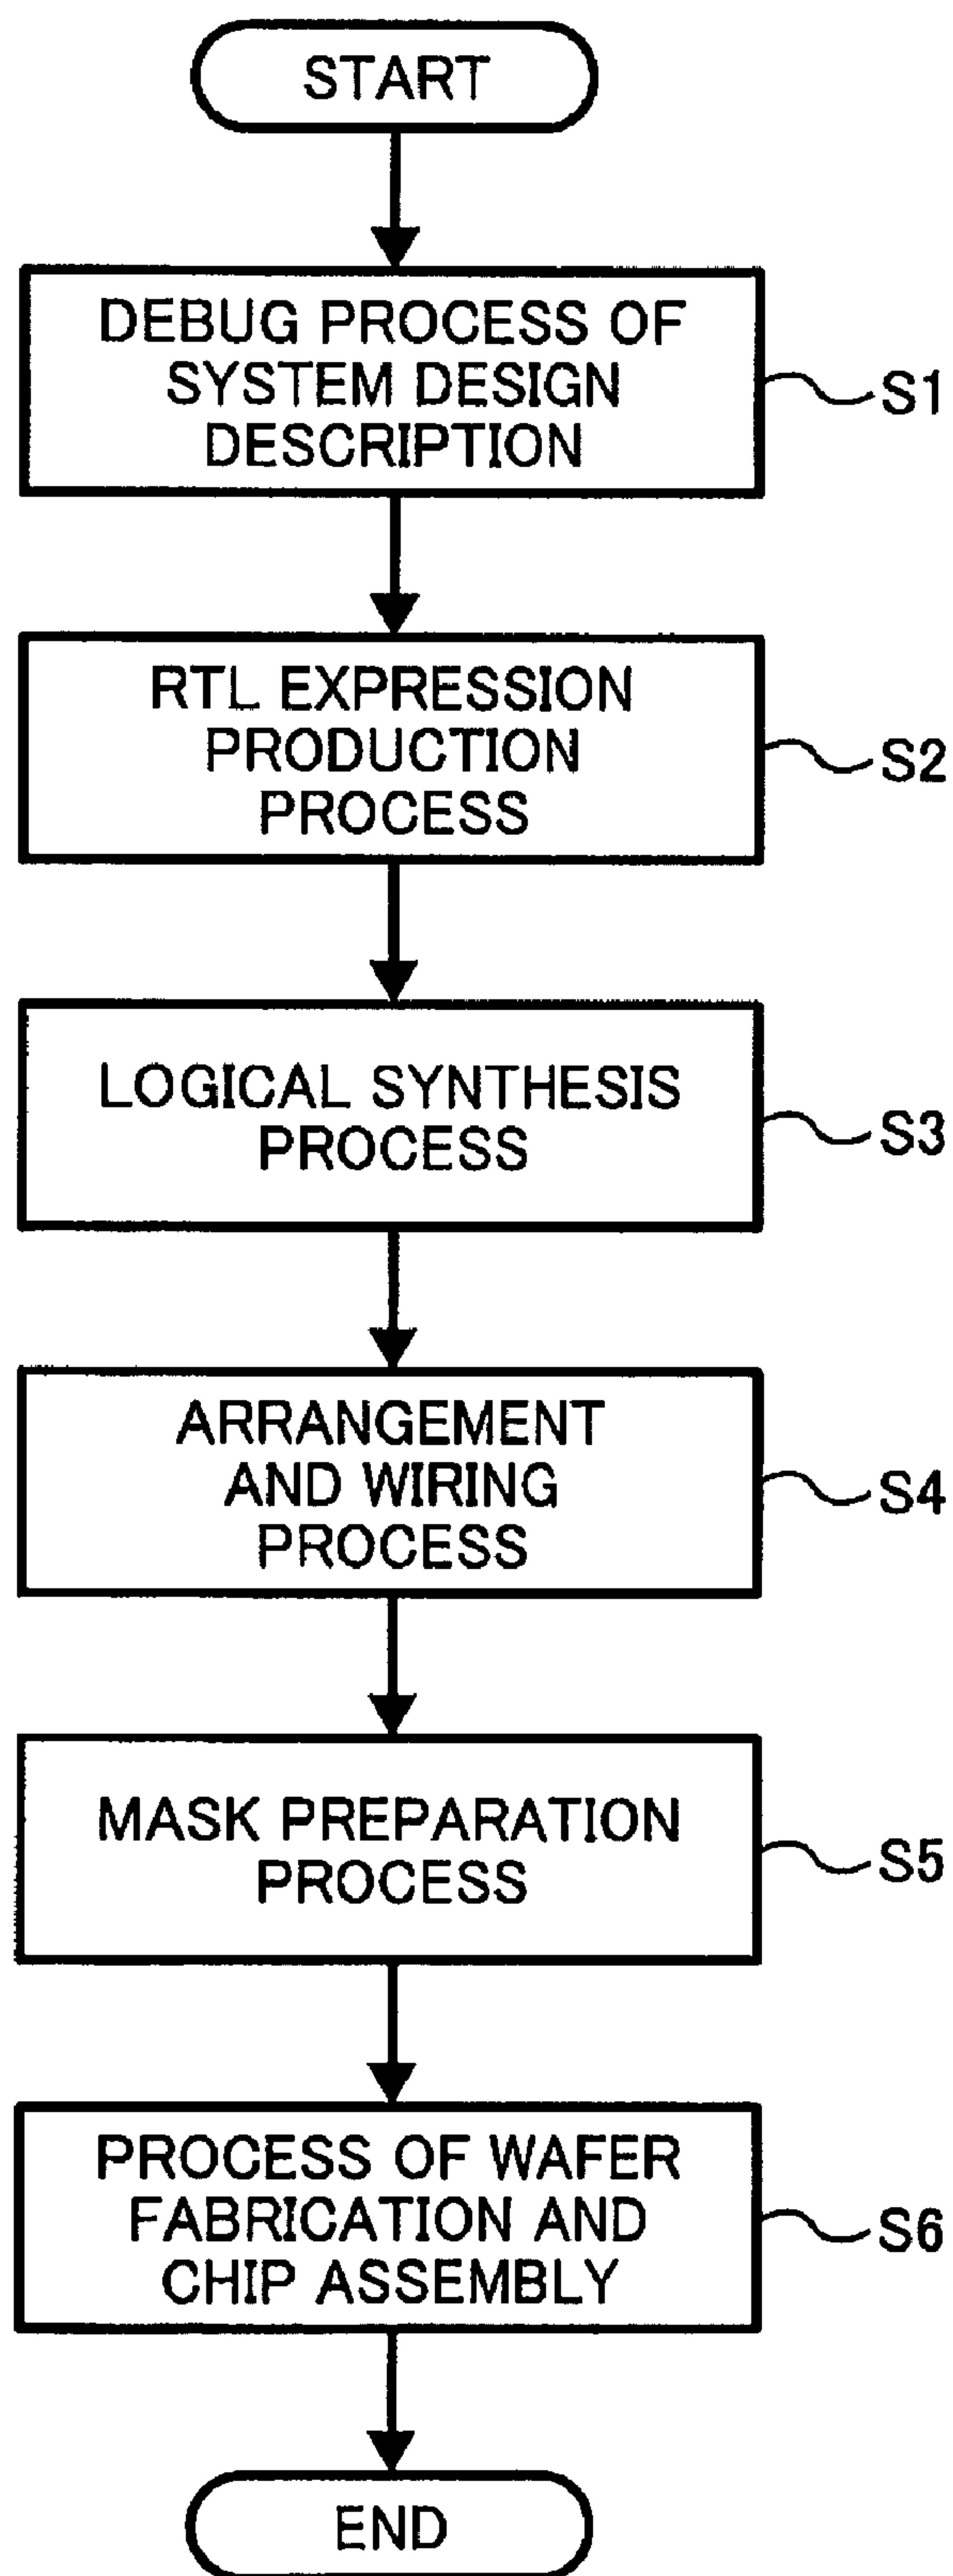 START
DEBUG PROCESS OF
SYSTEM DESIGN
DESCRIPTION
S1
RTL EXPRESSION
PRODUCTION
PROCESS
S2
LOGICAL SYNTHESIS
PROCESS
S3
ARRANGEMENT
AND WIRING
PROCESS
S4
MASK PREPARATION
PROCESS
S5
PROCESS OF WAFER
FABRICATION AND
CHIP ASSEMBLY
S6
END